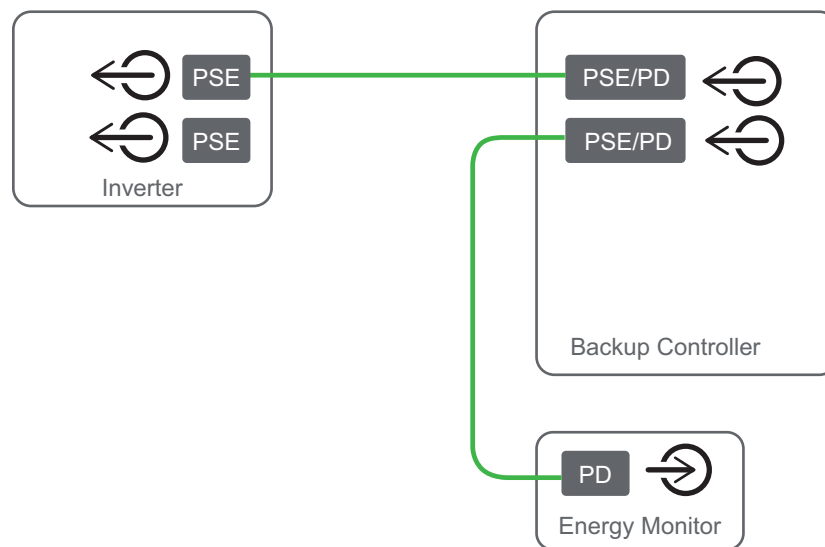 PSE
PSE
Inverter
PSE/PD
PSE/PD
Backup Controller
PD
Energy Monitor